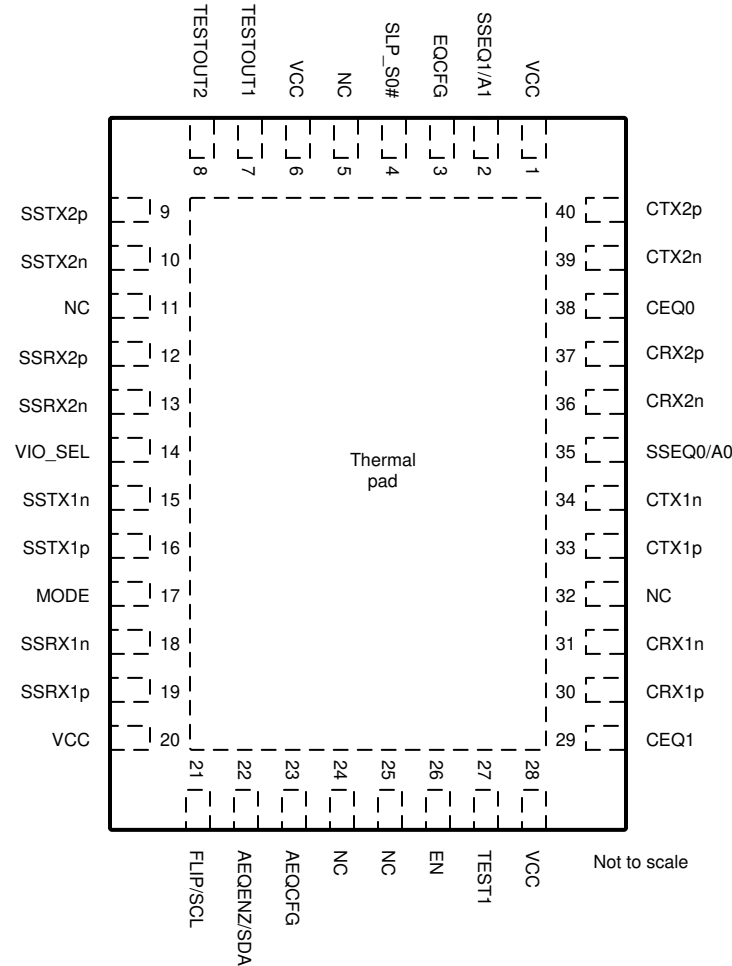 TESTOUT2
TESTOUT1
VCC
NC
SLP_S0#
EQCFG
SSEQ1/A1
VCC
8
7
6
5
4
3
2
1
SSTX2p 9
40 CTX2p
SSTX2n 10
39 CTX2n
NC 11
38 CEQ0
SSRX2p 12
37 CRX2p
SSRX2n 13
36 CRX2n
VIO_SEL 14
35 SSEQ0/A0
Thermal
pad
SSTX1n 15
34 CTX1n
SSTX1p 16
33 CTX1p
MODE 17
32 NC
SSRX1n 18
31 CRX1n
SSRX1p 19
30 CRX1p
VCC 20
29 CEQ1
21
22
23
24
25
26
27
28
FLIP/SCL
AEQENZ/SDA
AEQCFG
NC
NC
EN
TEST1
VCC
Not to scale